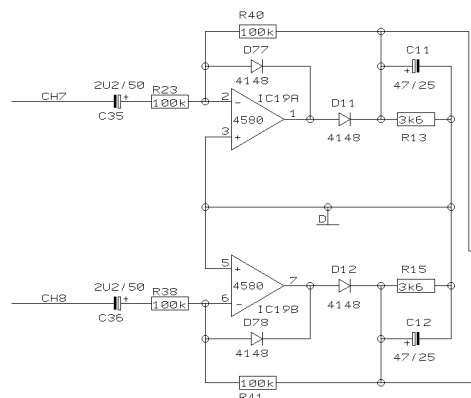 R40
100k
D77
4148
C11
+
47/25
CH7
2U2/50
+
C35
R23
100k
2
-
IC19A
4580
1
3
+
D11
4148
3k6
R13
D
5
+
4580
7
6
-
IC19B
D12
4148
R15
3k6
CH8
2U2/50
+
C36
R38
100k
D78
4148
C12
+
47/25
100k
R41